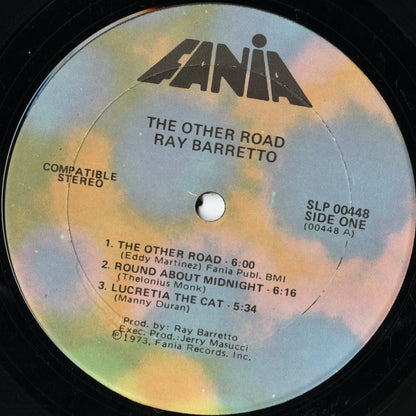 FANIA
THE OTHER ROAD
RAY BARRETTO
COMPATIBLE
STEREO
SLP 00448
SIDE ONE
(00448 A)
1. THE OTHER ROAD - 6:00
(Eddy Martinez) Fania Publ. BMI
2. ROUND ABOUT MIDNIGHT - 6:16
(Thelonius Monk)
3. LUCRETIA THE CAT - 5:34
(Manny Duran)
Prod. by: Ray Barretto
Exec. Prod.: Jerry Masucci
Ⓟ1973, Fania Records, Inc.